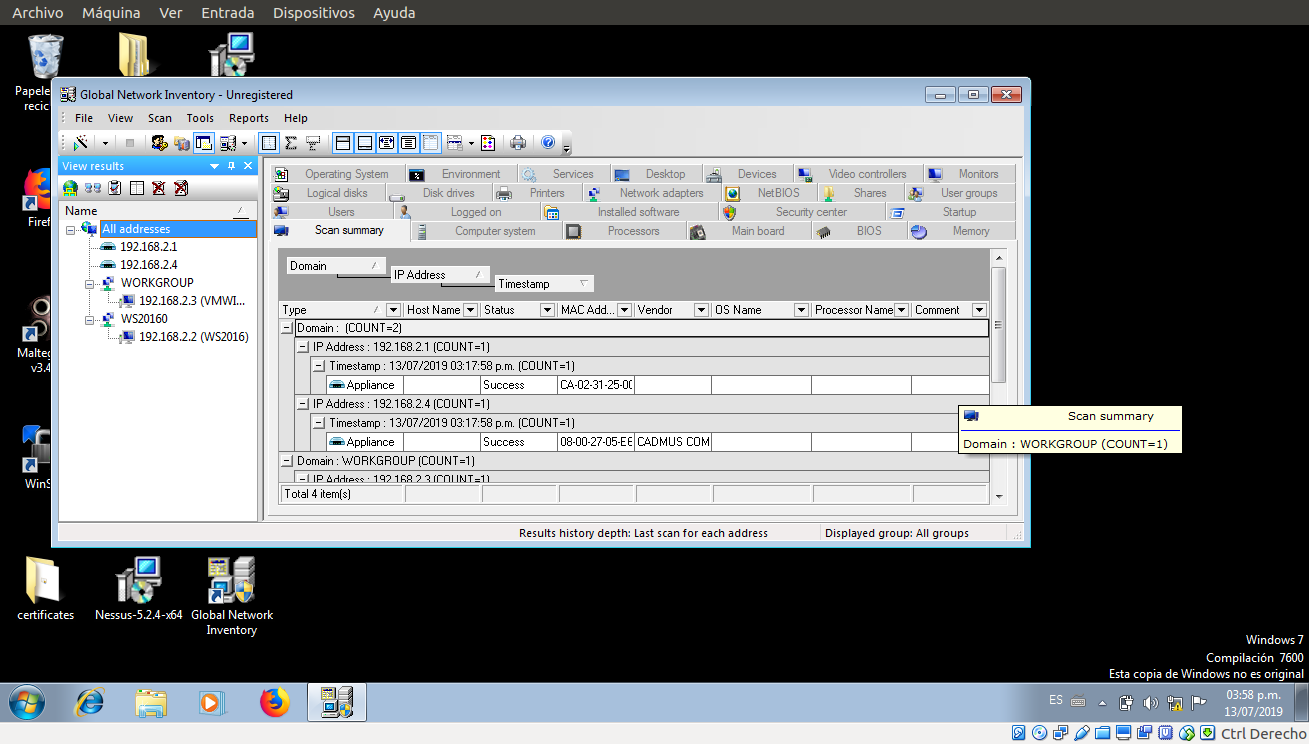 Archivo Máquina Ver Entrada Dispositivos Ayuda
Papele
recic
Global Network Inventory - Unregistered
File View Scan Tools Reports Help
View results
Name
All addresses
192.168.2.1
192.168.2.4
WORKGROUP
192.168.2.3 (VMWI...
WS20160
192.168.2.2 (WS2016)
Operating System Environment Services Desktop Devices Video controllers Monitors
Logical disks Disk drives Printers Network adapters NetBIOS Shares User groups
Users Logged on Installed software Security center Startup
Scan summary Computer system Processors Main board BIOS Memory
Domain
IP Address
Timestamp
Type Host Name Status MAC Add... Vendor OS Name Processor Name Comment
Domain : (COUNT=2)
IP Address : 192.168.2.1 (COUNT=1)
Timestamp : 13/07/2019 03:17:58 p.m. (COUNT=1)
Appliance Success CA-02-31-25-0
IP Address : 192.168.2.4 (COUNT=1)
Timestamp : 13/07/2019 03:17:58 p.m. (COUNT=1)
Appliance Success 08-00-27-05-EE CADMUS COM
Domain : WORKGROUP (COUNT=1)
IP Address : 192.168.2.3 (COUNT=1)
Total 4 item(s)
Scan summary
Domain : WORKGROUP (COUNT=1)
Results history depth: Last scan for each address Displayed group: All groups
Firef
Malteg
v3.4
WinS
certificates
Nessus-5.2.4-x64
Global Network
Inventory
Windows 7
Compilación 7600
Esta copia de Windows no es original
ES
03:58 p.m.
13/07/2019
Ctrl Derecho